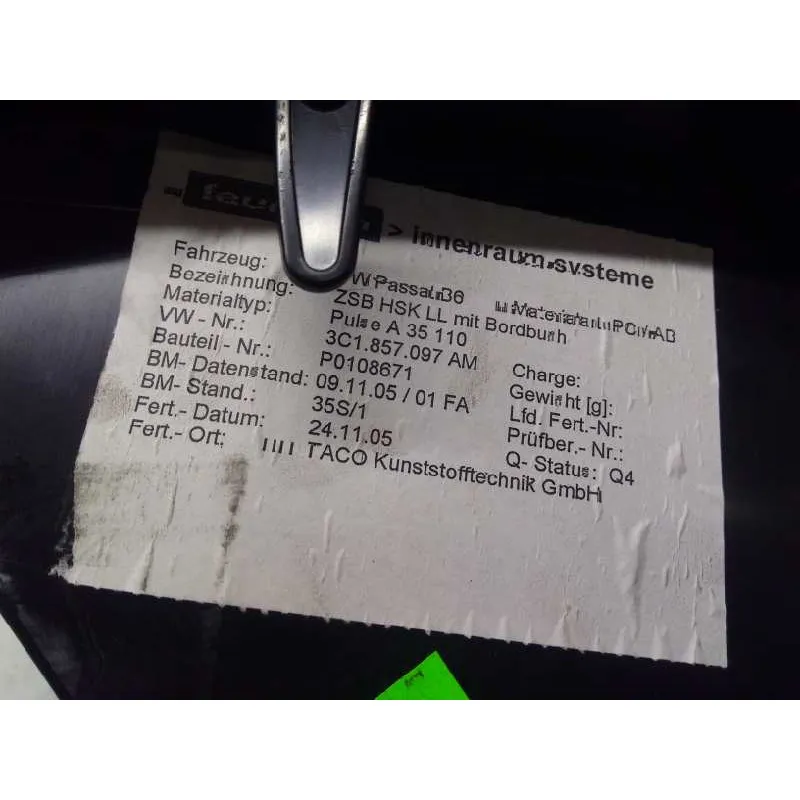 > innenraum.systeme
Fahrzeug: W Passat B6
Bezeichnung: ZSB HSK LL mit Bordbuch
Materialtyp: Pulse A 35 110
VW - Nr.: 3C1.857.097 AM
Bauteil - Nr.: P0108671 Charge:
BM- Datenstand: 09.11.05 / 01 FA Gewicht [g]:
BM- Stand.: 35S/1 Lfd. Fert.-Nr:
Fert.- Datum: 24.11.05 Prüfber.- Nr.:
Fert.- Ort: TACO Kunststofftechnik GmbH Q- Status: Q4